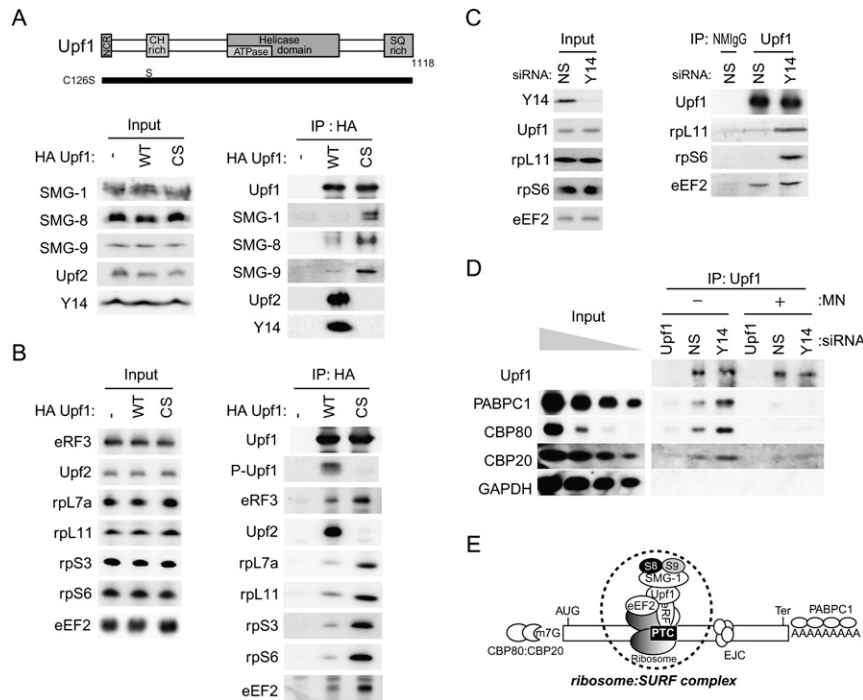 A
Upf1
NCR
CH
rich
Helicase
domain
ATPase
SQ
rich
1118
S
C126S
Input
HA Upf1: - WT CS
SMG-1
SMG-8
SMG-9
Upf2
Y14
IP : HA
HA Upf1: - WT CS
Upf1
SMG-1
SMG-8
SMG-9
Upf2
Y14
B
Input
HA Upf1: - WT CS
eRF3
Upf2
rpL7a
rpL11
rpS3
rpS6
eEF2
IP: HA
HA Upf1: - WT CS
Upf1
P-Upf1
eRF3
Upf2
rpL7a
rpL11
rpS3
rpS6
eEF2
C
Input
siRNA: NS Y14
Y14
Upf1
rpL11
rpS6
eEF2
IP: NMIgG Upf1
siRNA: NS NS Y14
Upf1
rpL11
rpS6
eEF2
D
IP: Upf1
− + :MN
Input
Upf1 NS Y14 Upf1 NS Y14 :siRNA
Upf1
PABPC1
CBP80
CBP20
GAPDH
E
S8 S9
SMG-1
Upf1
eEF2
eRF
AUG
PTC
Ter
PABPC1
m7G
AAAAAAAAA
CBP80:CBP20
Ribosome
EJC
ribosome:SURF complex